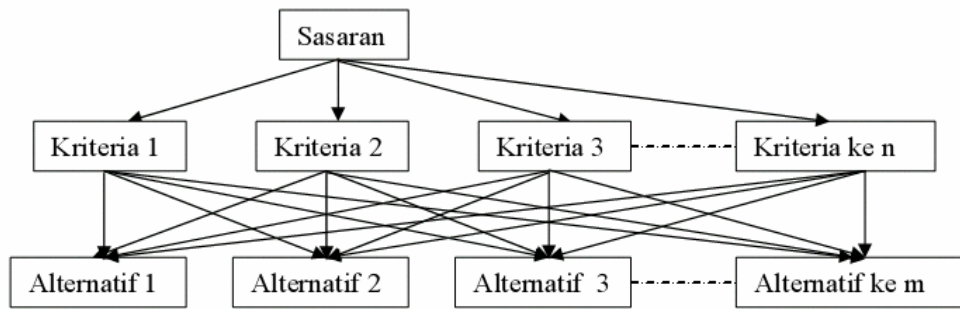 Sasaran
Kriteria 1
Kriteria 2
Kriteria 3
Kriteria ke n
Alternatif 1
Alternatif 2
Alternatif 3
Alternatif ke m